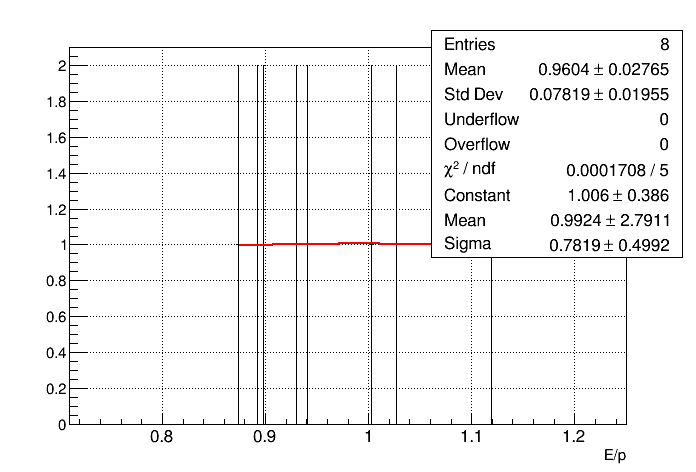 Entries 8
Mean 0.9604 ± 0.02765
Std Dev 0.07819 ± 0.01955
Underflow 0
Overflow 0
χ² / ndf 0.0001708 / 5
Constant 1.006 ± 0.386
Mean 0.9924 ± 2.7911
Sigma 0.7819 ± 0.4992
2
1.8
1.6
1.4
1.2
1
0.8
0.6
0.4
0.2
0
0.8 0.9 1 1.1 1.2
E/p